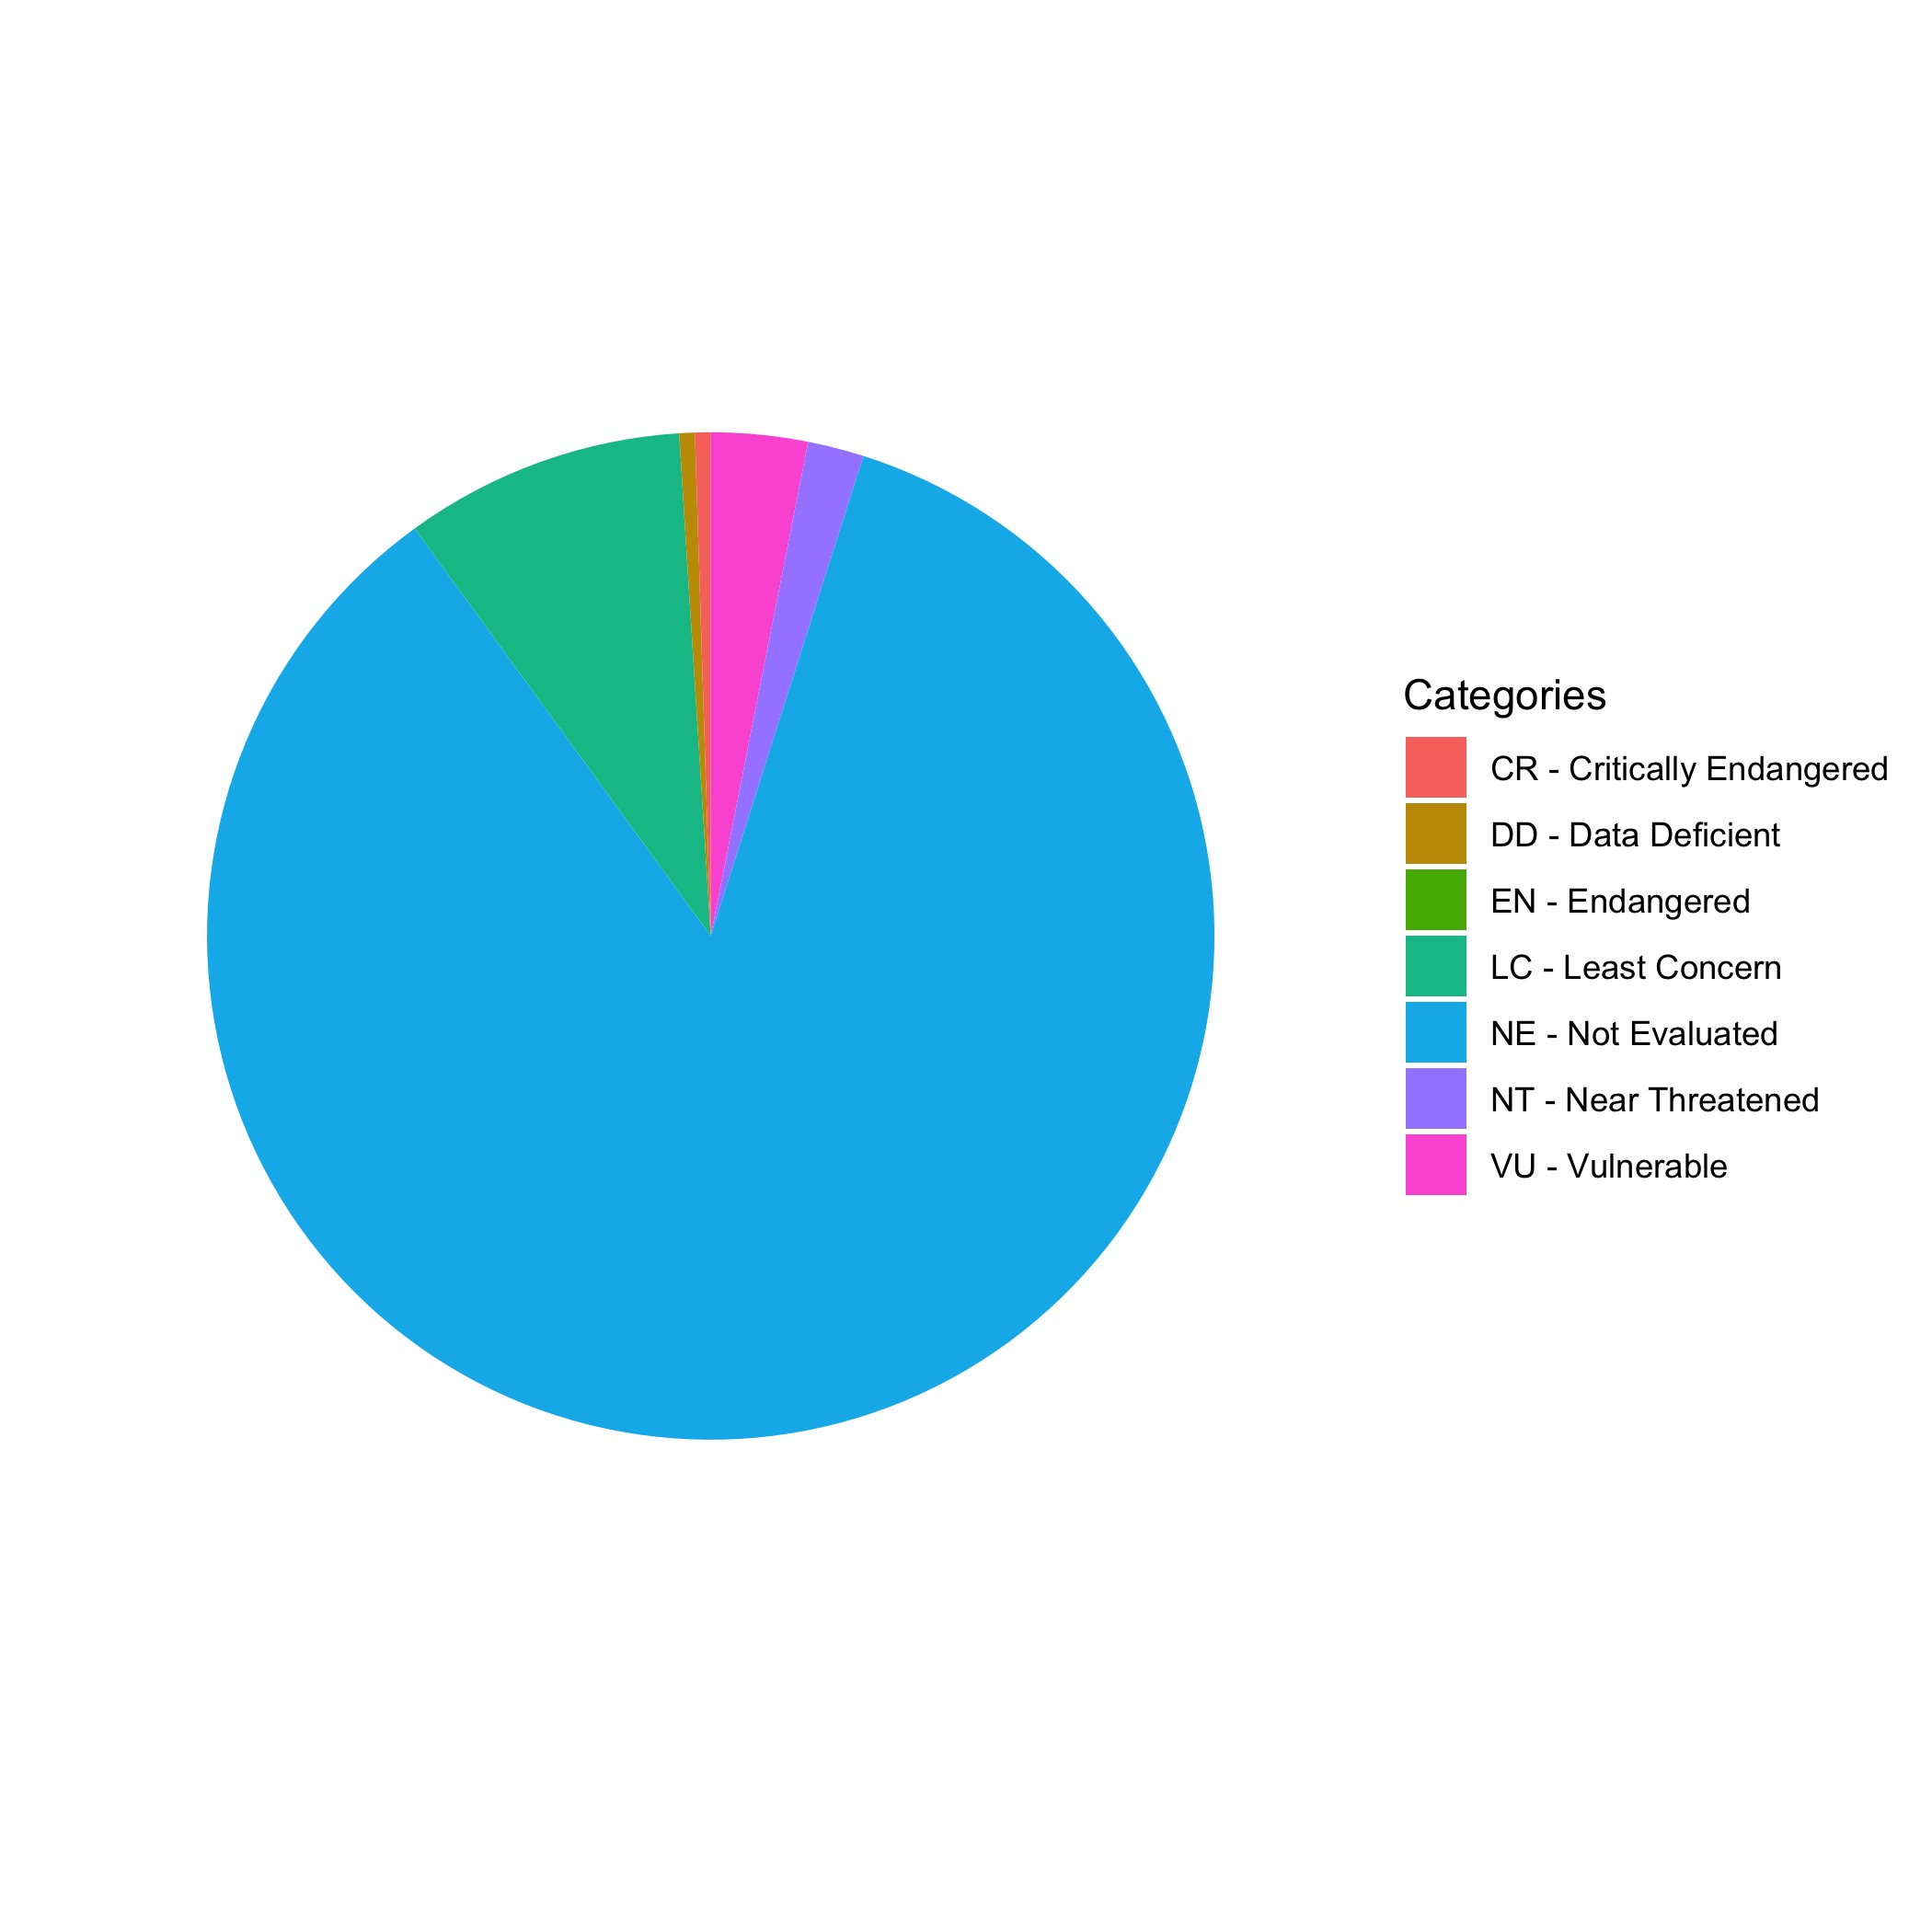 Categories
CR - Critically Endangered
DD - Data Deficient
EN - Endangered
LC - Least Concern
NE - Not Evaluated
NT - Near Threatened
VU - Vulnerable